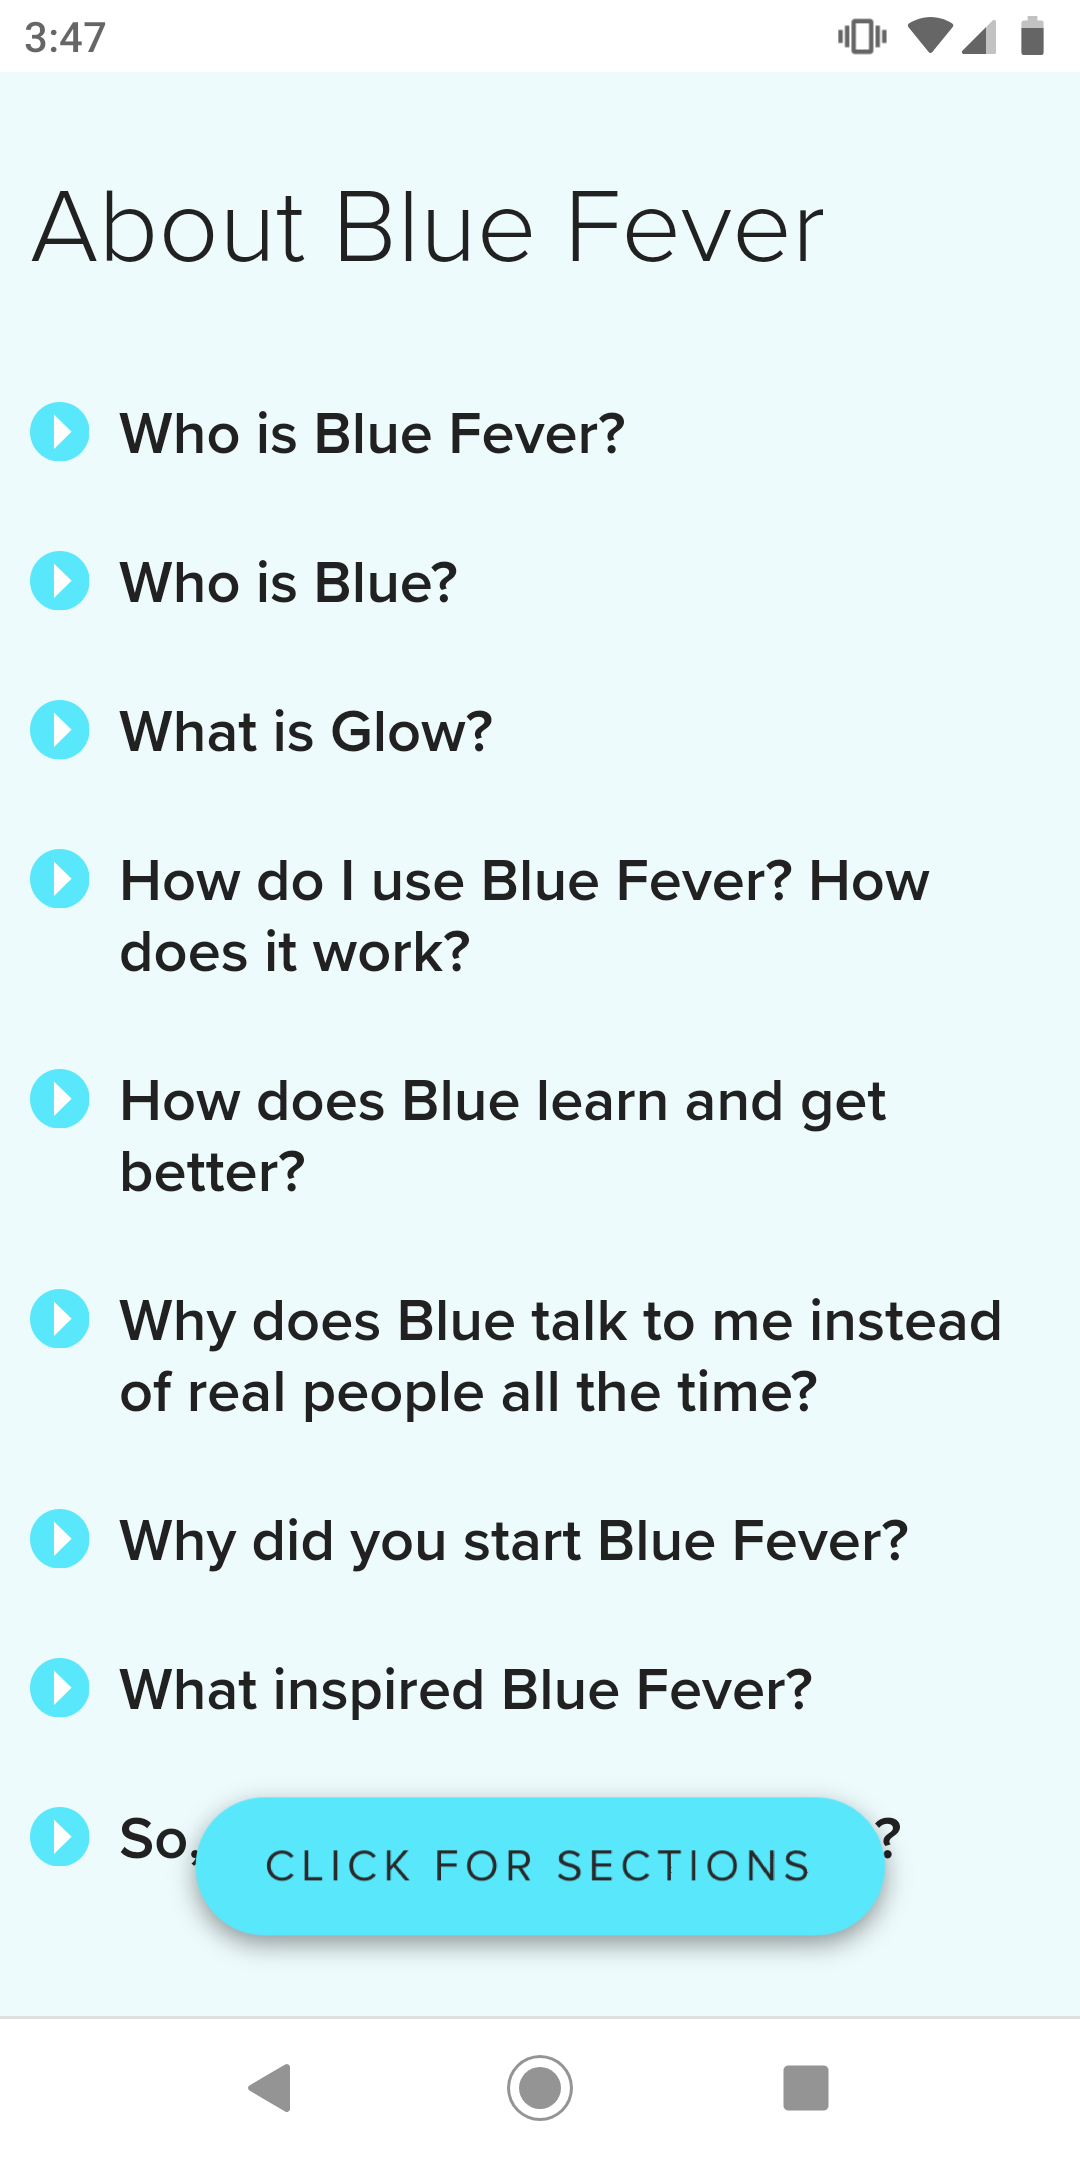 3:47
About Blue Fever
Who is Blue Fever?
Who is Blue?
What is Glow?
How do I use Blue Fever? How
does it work?
How does Blue learn and get
better?
Why does Blue talk to me instead
of real people all the time?
Why did you start Blue Fever?
What inspired Blue Fever?
So, ?
CLICK FOR SECTIONS